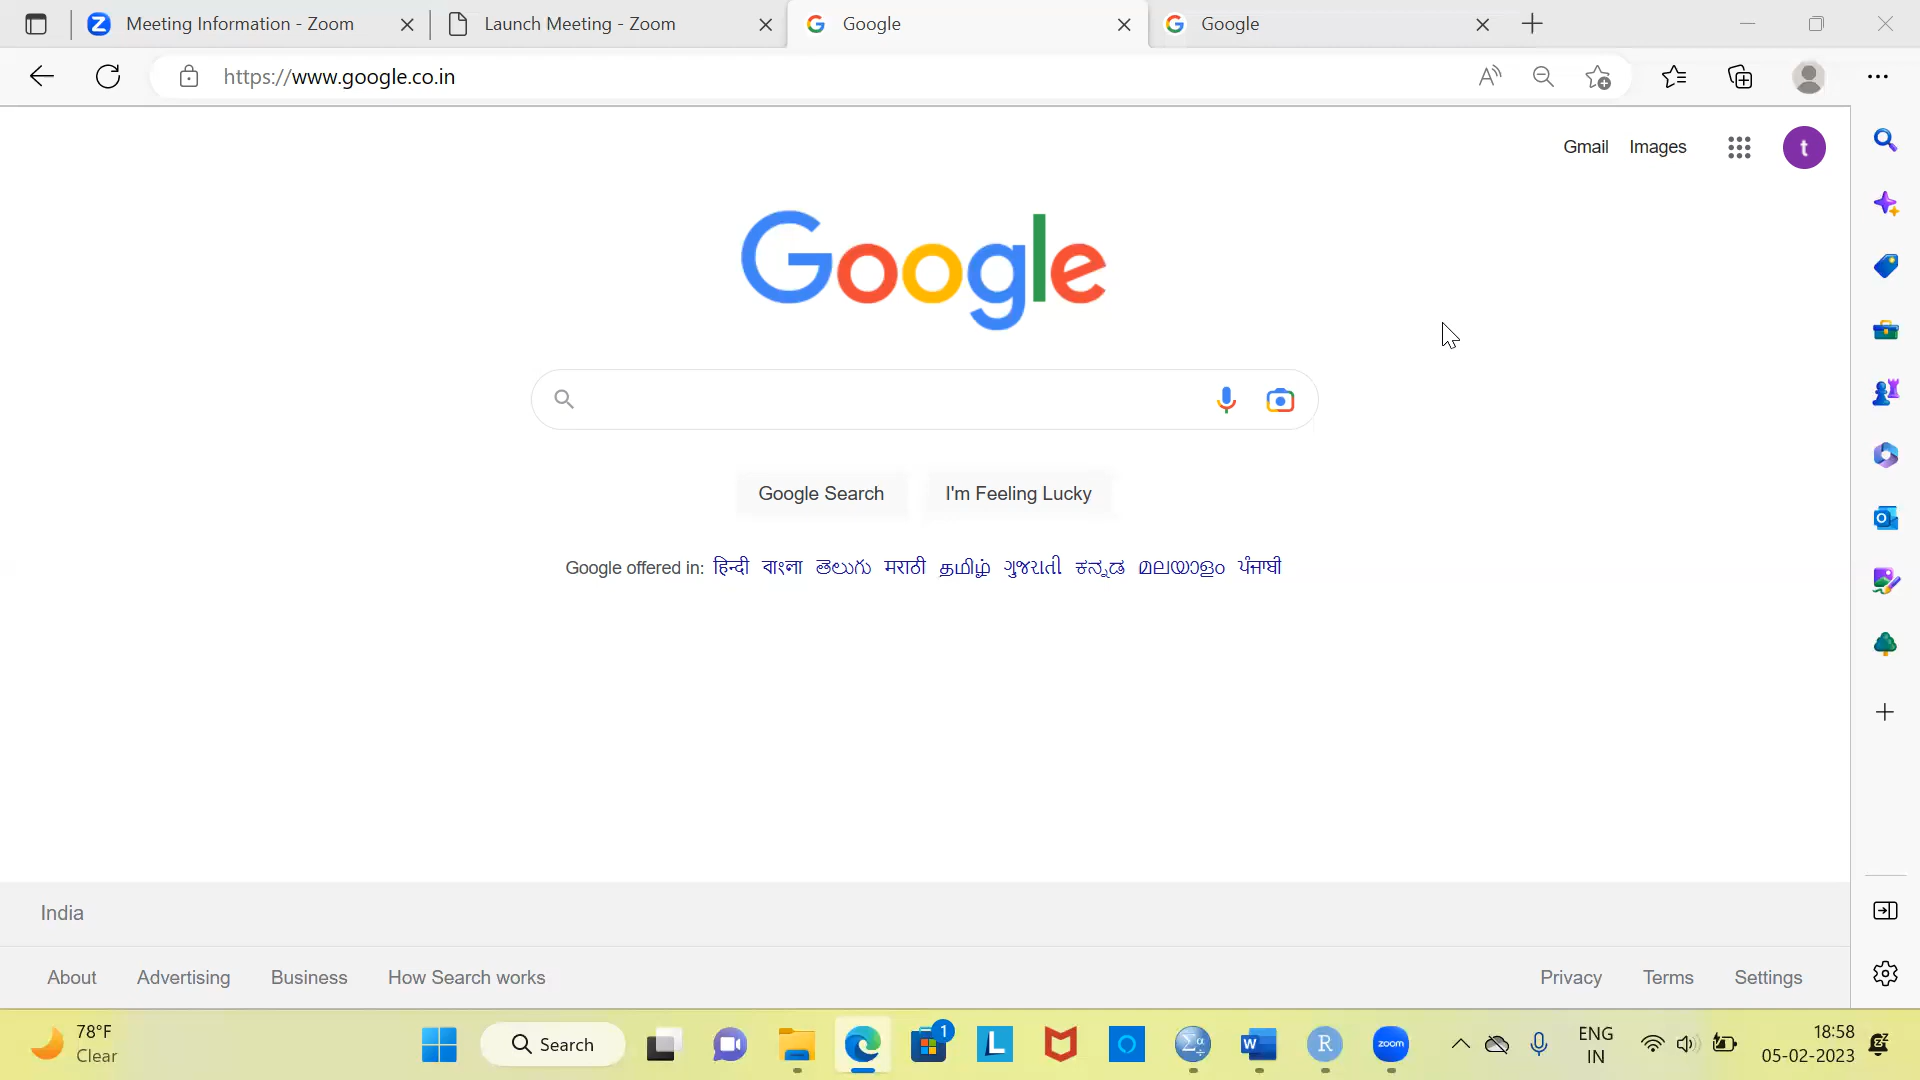 Meeting Information - Zoom
Launch Meeting - Zoom
Google
Google
https://www.google.co.in
Gmail Images
t
Google
Google Search
I'm Feeling Lucky
Google offered in: हिन्दी বাংলা తెలుగు मराठी தமிழ் ગુજરાતી ಕನ್ನಡ മലയാളം ਪੰਜਾਬੀ
India
About Advertising Business How Search works
Privacy Terms Settings
78°F
Clear
Search
1
L
W
R
zoom
ENG
IN
18:58
05-02-2023